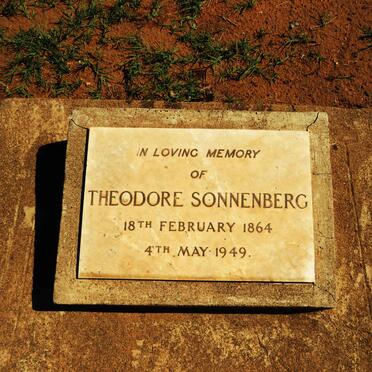 IN LOVING MEMORY
OF
THEODORE SONNENBERG
18TH FEBRUARY 1864
4TH MAY 1949.